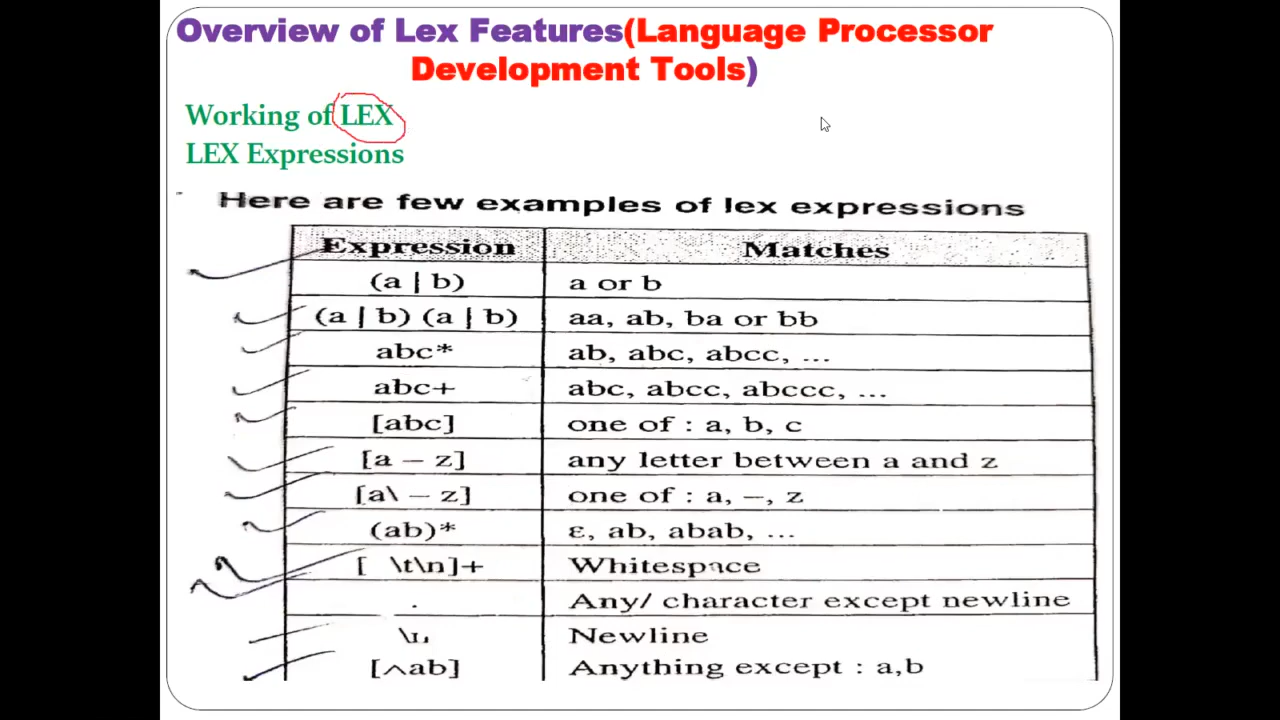 Overview of Lex Features(Language Processor
Development Tools)
Working of LEX
LEX Expressions
Here are few examples of lex expressions
Expression Matches
(a | b) a or b
(a | b) (a | b) aa, ab, ba or bb
abc* ab, abc, abcc, ...
abc+ abc, abcc, abccc, ...
[abc] one of : a, b, c
[a – z] any letter between a and z
[a\ – z] one of : a, –, z
(ab)* ε, ab, abab, ...
[ \t\n]+ Whitespace
. Any/ character except newline
Newline
[^ab] Anything except : a,b